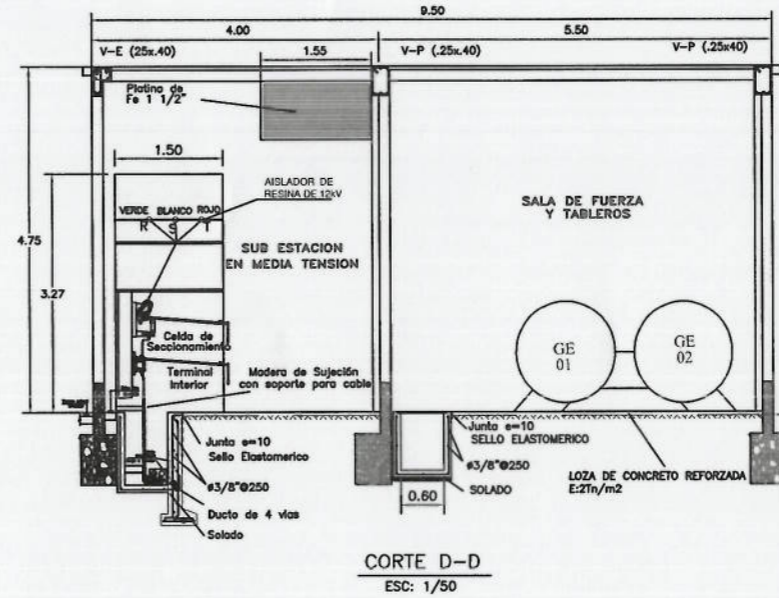 9.50
4.00
5.50
V-E (25x.40)
1.55
V-P (.25x.40)
V-P (.25x40)
Platina de
Fe 1 1/2"
1.50
AISLADOR DE
RESINA DE 12kV
VERDE BLANCO ROJO
R S T
SUB ESTACION
EN MEDIA TENSION
SALA DE FUERZA
Y TABLEROS
4.75
3.27
Celda de
Seccionamiento
Terminal
Interior
Madera de Sujeción
con soporte para cable
GE
01
GE
02
Junta e=10
Sello Elastomerico
ø3/8"@250
Ducto de 4 vias
Solado
Junta e=10
SELLO ELASTOMERICO
ø3/8"@250
SOLADO
0.60
LOZA DE CONCRETO REFORZADA
E:2Tn/m2
CORTE D-D
ESC: 1/50